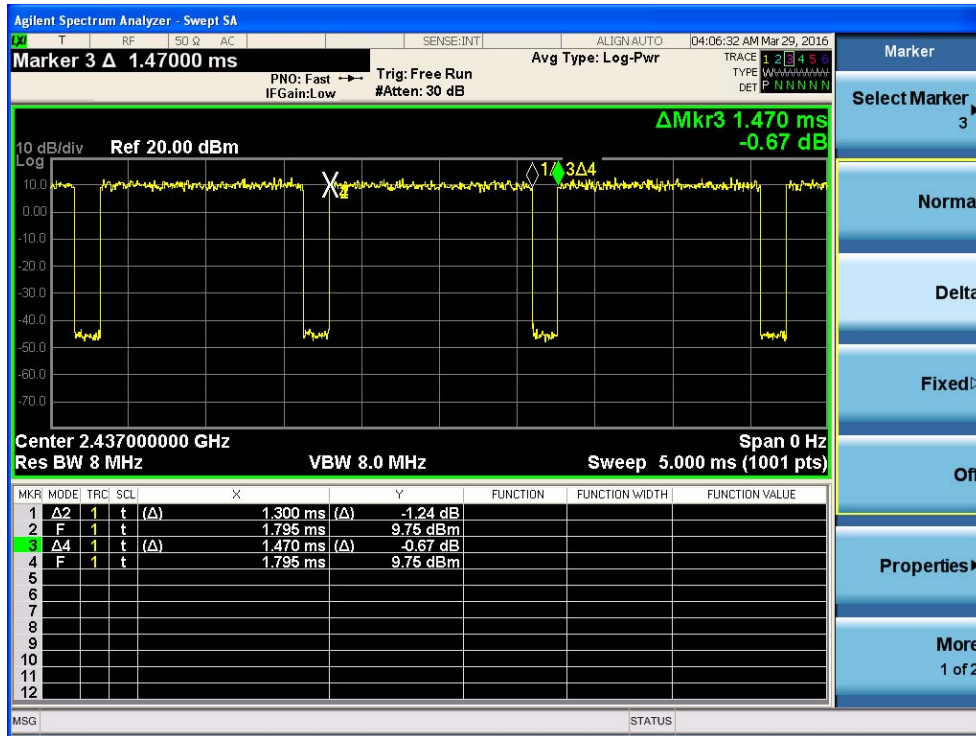 Agilent Spectrum Analyzer - Swept SA
LXI T RF 50 Ω AC SENSE:INT ALIGNAUTO 04:06:32 AM Mar 29, 2016
Marker 3 Δ 1.47000 ms
PNO: Fast
IFGain:Low
Trig: Free Run
#Atten: 30 dB
Avg Type: Log-Pwr
TRACE 1 2 3 4 5 6
TYPE W
DET P N N N N N
ΔMkr3 1.470 ms
-0.67 dB
10 dB/div Ref 20.00 dBm
Log
10.0
0.00
-10.0
-20.0
-30.0
-40.0
-50.0
-60.0
-70.0
4
3Δ4
Center 2.437000000 GHz Span 0 Hz
Res BW 8 MHz VBW 8.0 MHz Sweep 5.000 ms (1001 pts)
MKR MODE TRC SCL X Y FUNCTION FUNCTION WIDTH FUNCTION VALUE
1 Δ2 1 t (Δ) 1.300 ms (Δ) -1.24 dB
2 F 1 t 1.795 ms 9.75 dBm
3 Δ4 1 t (Δ) 1.470 ms (Δ) -0.67 dB
4 F 1 t 1.795 ms 9.75 dBm
5
6
7
8
9
10
11
12
MSG STATUS
Marker
Select Marker
3
Norma
Delta
Fixed
Off
Properties
More
1 of 2